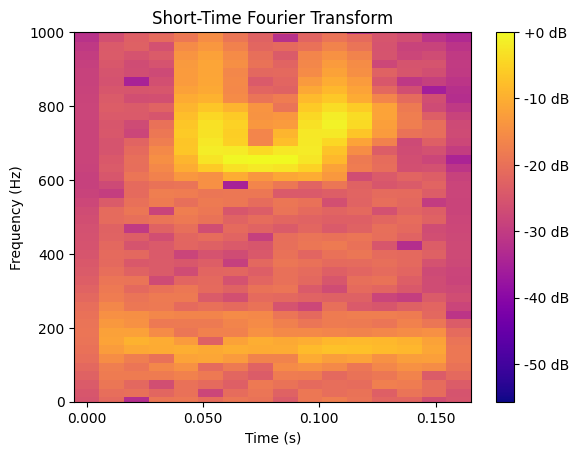 Short-Time Fourier Transform
1000
800
600
400
200
0
Frequency (Hz)
0.000
0.050
0.100
0.150
Time (s)
+0 dB
-10 dB
-20 dB
-30 dB
-40 dB
-50 dB